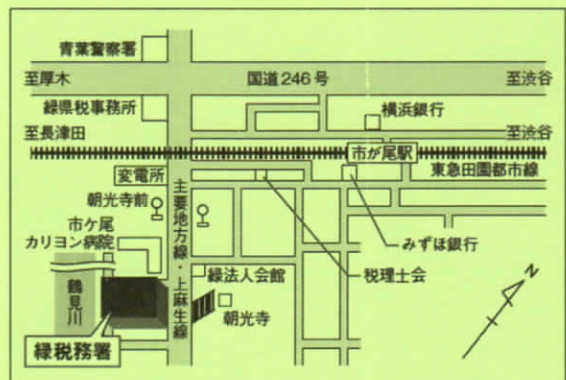 青葉警察署
至厚木
国道246号
至渋谷
緑県税事務所
横浜銀行
至長津田
至渋谷
市が尾駅
変電所
東急田園都市線
朝光寺前
主要地方線・上麻生線
市ケ尾
カリヨン病院
みずほ銀行
緑法人会館
税理士会
鶴見川
朝光寺
N
緑税務署